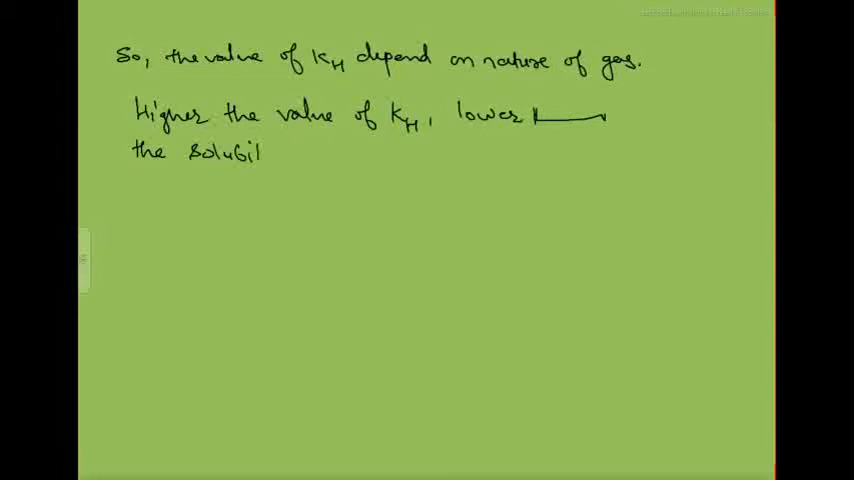 So, the value of KH depend on nature of gas.
Higher the value of KH, lower
the solubil